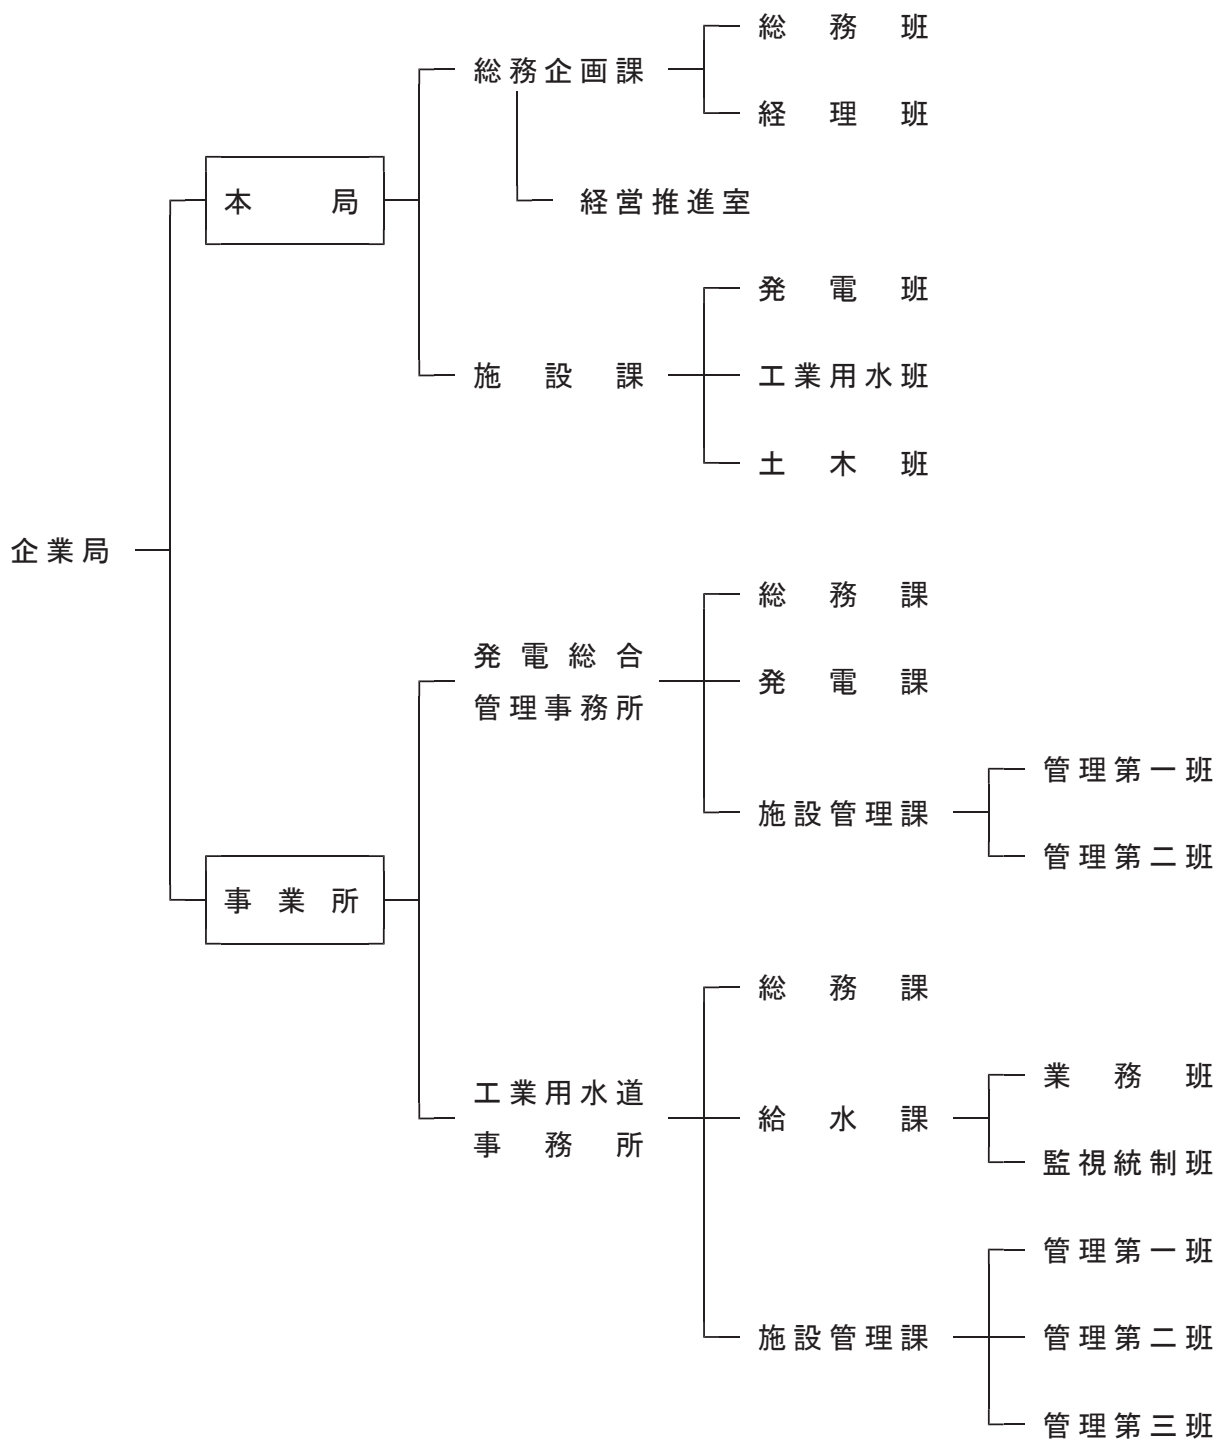 総務班
総務企画課
経理班
本局
経営推進室
発電班
施設課
工業用水班
土木班
企業局
総務課
発電総合
管理事務所
発電課
管理第一班
施設管理課
管理第二班
事業所
総務課
工業用水道
事務所
業務班
給水課
監視統制班
管理第一班
施設管理課
管理第二班
管理第三班